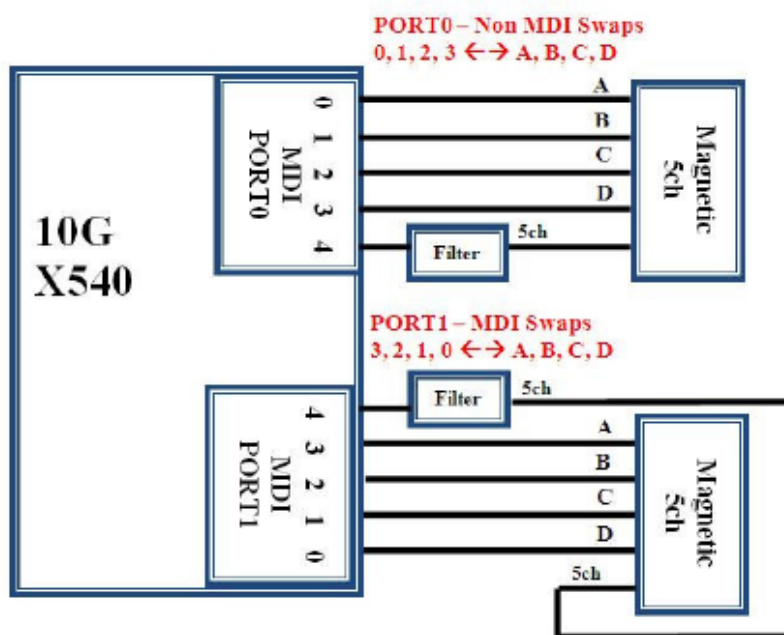 PORT0 – Non MDI Swaps
0, 1, 2, 3 ←→ A, B, C, D
10G
X540
0 1 2 3 4
MDI
PORT0
A
B
C
D
5ch
Filter
Magnetic
5ch
PORT1 – MDI Swaps
3, 2, 1, 0 ←→ A, B, C, D
4 3 2 1 0
MDI
PORT1
Filter
5ch
A
B
C
D
5ch
Magnetic
5ch